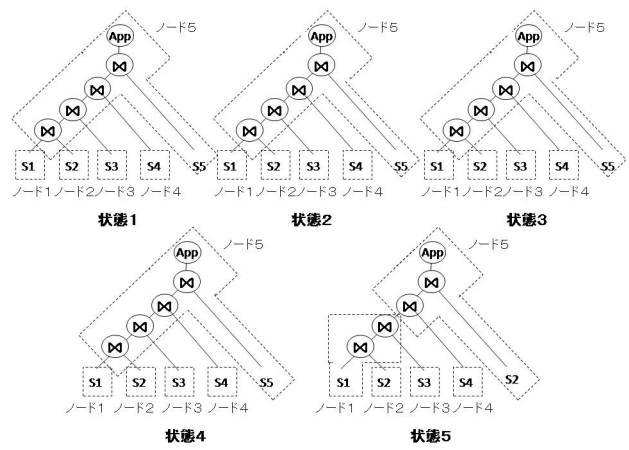 ノード5 ノード5 ノード5
App App App
⋈ ⋈ ⋈
⋈ ⋈ ⋈
⋈ ⋈ ⋈
⋈ ⋈ ⋈
S1 S2 S3 S4 S5 S1 S2 S3 S4 S5 S1 S2 S3 S4 S5
ノード1 ノード2 ノード3 ノード4 ノード1 ノード2 ノード3 ノード4 ノード1 ノード2 ノード3 ノード4
状態1 状態2 状態3
ノード5 ノード5
App App
⋈ ⋈
⋈ ⋈
⋈ ⋈
⋈ ⋈
S1 S2 S3 S4 S5 S1 S2 S3 S4 S2
ノード1 ノード2 ノード3 ノード4 ノード1 ノード2 ノード3 ノード4
状態4 状態5